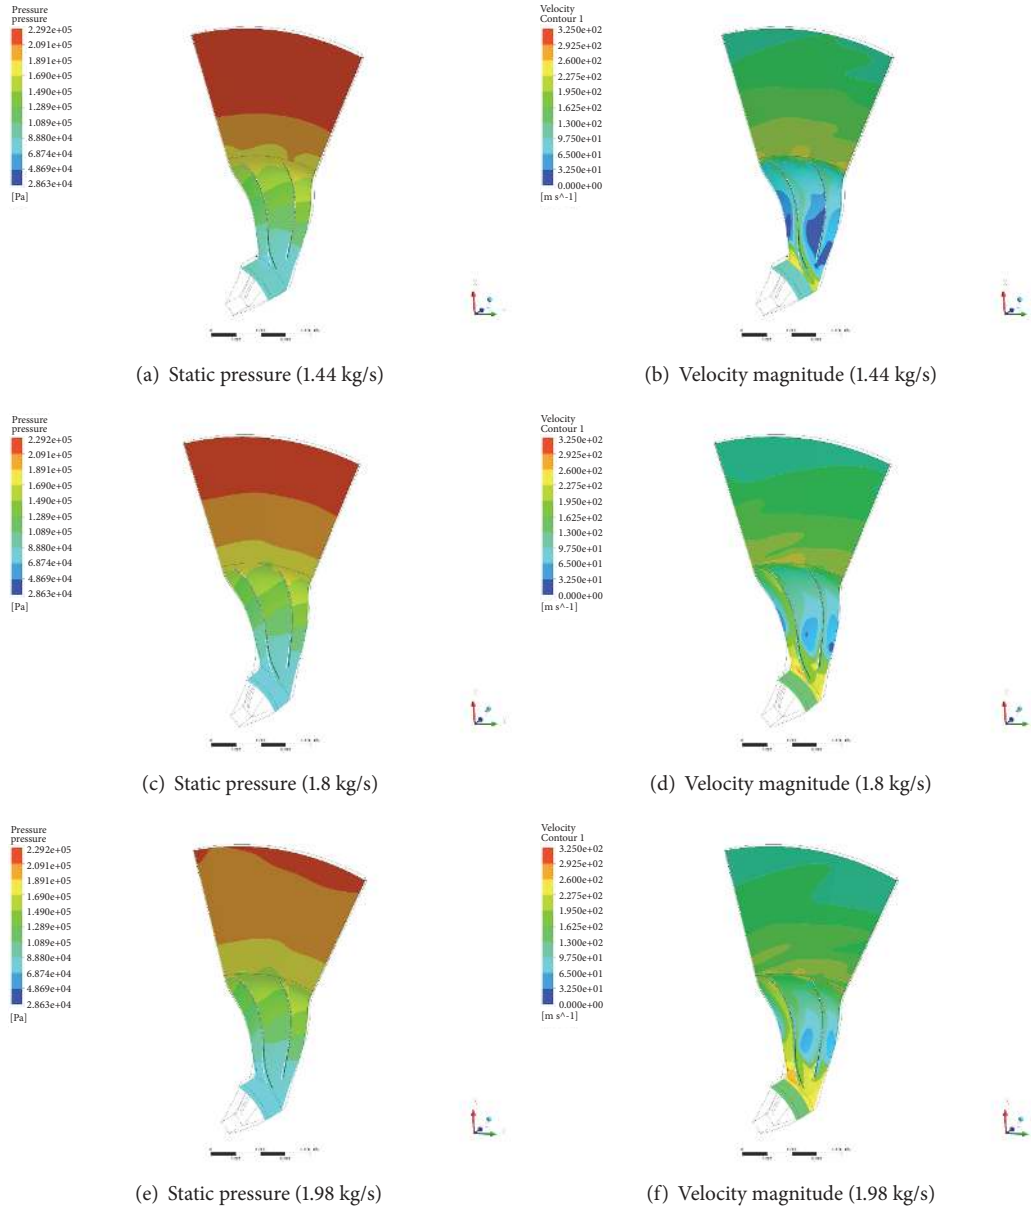 Pressure
pressure
2.292e+05
2.091e+05
1.891e+05
1.690e+05
1.490e+05
1.289e+05
1.089e+05
8.880e+04
6.874e+04
4.869e+04
2.863e+04
[Pa]
Velocity
Contour 1
3.250e+02
2.925e+02
2.600e+02
2.275e+02
1.950e+02
1.625e+02
1.300e+02
9.750e+01
6.500e+01
3.250e+01
0.000e+00
[m s^-1]
(a) Static pressure (1.44 kg/s)
(b) Velocity magnitude (1.44 kg/s)
Pressure
pressure
2.292e+05
2.091e+05
1.891e+05
1.690e+05
1.490e+05
1.289e+05
1.089e+05
8.880e+04
6.874e+04
4.869e+04
2.863e+04
[Pa]
Velocity
Contour 1
3.250e+02
2.925e+02
2.600e+02
2.275e+02
1.950e+02
1.625e+02
1.300e+02
9.750e+01
6.500e+01
3.250e+01
0.000e+00
[m s^-1]
(c) Static pressure (1.8 kg/s)
(d) Velocity magnitude (1.8 kg/s)
Pressure
pressure
2.292e+05
2.091e+05
1.891e+05
1.690e+05
1.490e+05
1.289e+05
1.089e+05
8.880e+04
6.874e+04
4.869e+04
2.863e+04
[Pa]
Velocity
Contour 1
3.250e+02
2.925e+02
2.600e+02
2.275e+02
1.950e+02
1.625e+02
1.300e+02
9.750e+01
6.500e+01
3.250e+01
0.000e+00
[m s^-1]
(e) Static pressure (1.98 kg/s)
(f) Velocity magnitude (1.98 kg/s)